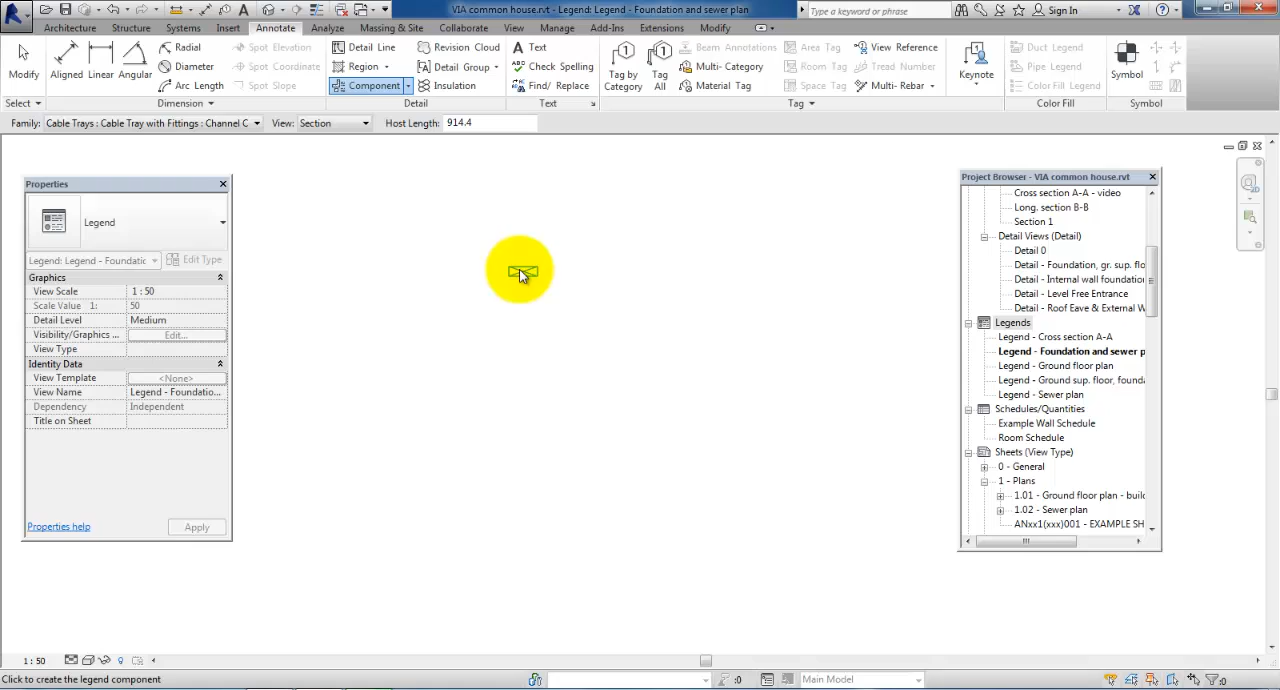 VIA common house.rvt - Legend: Legend - Foundation and sewer plan
Type a keyword or phrase
Sign In
Architecture
Structure
Systems
Insert
Annotate
Analyze
Massing & Site
Collaborate
View
Manage
Add-Ins
Extensions
Modify
Modify
Aligned
Linear
Angular
Radial
Diameter
Arc Length
Spot Elevation
Spot Coordinate
Spot Slope
Detail Line
Region
Component
Revision Cloud
Detail Group
Insulation
Text
Check Spelling
Find/ Replace
Tag by
Category
Tag
All
Beam Annotations
Multi- Category
Material Tag
Area Tag
Room Tag
Space Tag
View Reference
Tread Number
Multi- Rebar
Keynote
Duct Legend
Pipe Legend
Color Fill Legend
Symbol
Select
Dimension
Detail
Text
Tag
Color Fill
Symbol
Family: Cable Trays : Cable Tray with Fittings : Channel C
View: Section
Host Length: 914.4
Properties
Legend
Legend: Legend - Foundatic
Edit Type
Graphics
View Scale 1 : 50
Scale Value 1: 50
Detail Level Medium
Visibility/Graphics ... Edit...
View Type
Identity Data
View Template <None>
View Name Legend - Foundatio...
Dependency Independent
Title on Sheet
Properties help
Apply
Project Browser - VIA common house.rvt
Cross section A-A - video
Long. section B-B
Section 1
Detail Views (Detail)
Detail 0
Detail - Foundation, gr. sup. flo
Detail - Internal wall foundation
Detail - Level Free Entrance
Detail - Roof Eave & External W
Legends
Legend - Cross section A-A
Legend - Foundation and sewer p
Legend - Ground floor plan
Legend - Ground sup. floor, founda
Legend - Sewer plan
Schedules/Quantities
Example Wall Schedule
Room Schedule
Sheets (View Type)
0 - General
1 - Plans
1.01 - Ground floor plan - builc
1.02 - Sewer plan
ANxx1(xxx)001 - EXAMPLE SH
1 : 50
Click to create the legend component
:0
Main Model
:0